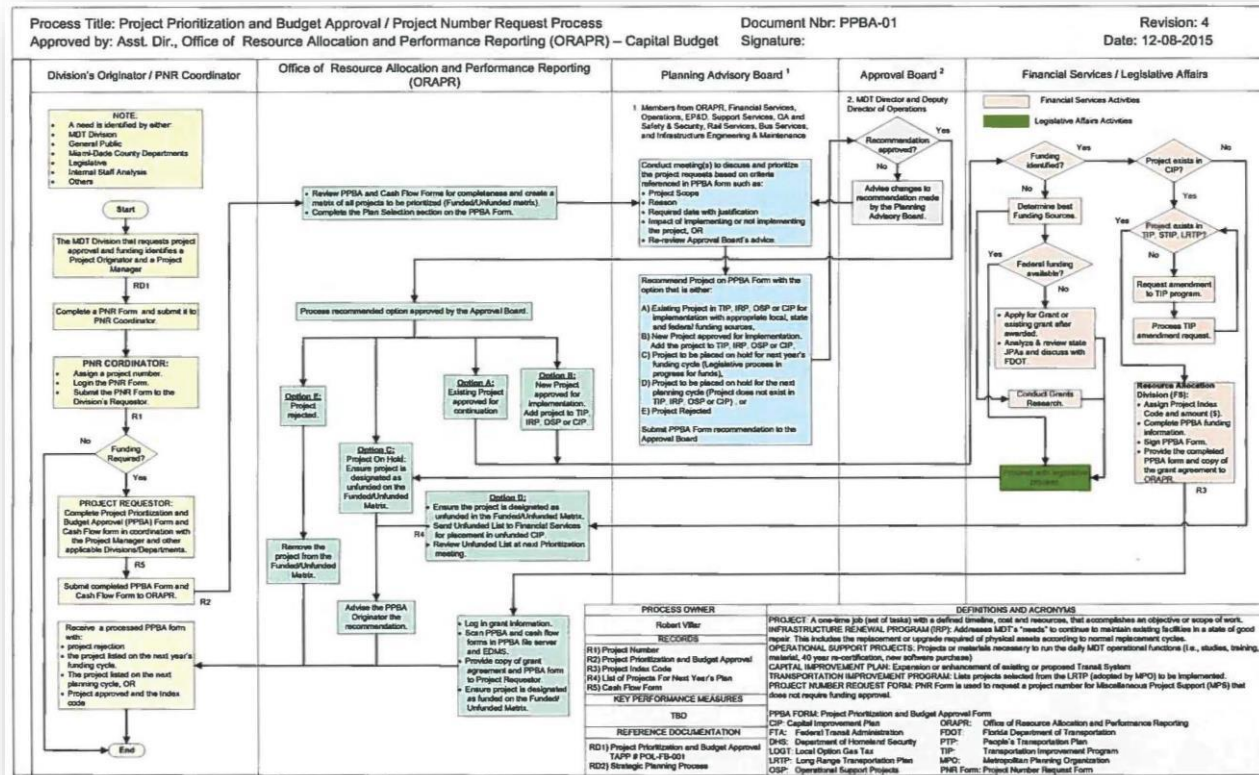 Process Title: Project Prioritization and Budget Approval / Project Number Request Process
Document Nbr: PPBA-01
Revision: 4
Approved by: Asst. Dir., Office of Resource Allocation and Performance Reporting (ORAPR) – Capital Budget
Signature:
Date: 12-08-2015
Division's Originator / PNR Coordinator
NOTE:
• A need is identified by either:
• MDT Division
• General Public
• Miami-Dade County Departments
• Legislative
• Internal Staff Analysis
• Others
Start
The MDT Division that requests project
approval and funding identifies a
Project Originator and a Project
Manager
RD1
Complete a PNR Form and submit it to
PNR Coordinator.
PNR CORDINATOR:
• Assign a project number.
• Login the PNR Form.
• Submit the PNR Form to the
Division's Requestor.
R1
No
Funding
Required?
Yes
PROJECT REQUESTOR:
Complete Project Prioritization and
Budget Approval (PPBA) Form and
Cash Flow form in coordination with
the Project Manager and other
applicable Divisions/Departments.
R5
Submit completed PPBA Form and
Cash Flow Form to ORAPR.
R2
Receive a processed PPBA form
with:
• project rejection
• the project listed on the next year's
funding cycle.
• The project listed on the next
planning cycle, OR
• Project approved and the Index
code
End
Office of Resource Allocation and Performance Reporting
(ORAPR)
• Review PPBA and Cash Flow Forms for completeness and create a
matrix of all projects to be prioritized (Funded/Unfunded matrix).
• Complete the Plan Selection section on the PPBA Form.
Process recommended option approved by the Approval Board.
Option E:
Project
rejected.
Option A:
Existing Project
approved for
continuation
Option B:
New Project
approved for
implementation.
Add project to TIP,
IRP, OSP or CIP.
Option C:
Project On Hold:
Ensure project is
designated as
unfunded on the
Funded/Unfunded
Matrix.
Option D:
• Ensure the project is designated as
unfunded in the Funded/Unfunded Matrix.
• Send Unfunded List to Financial Services
for placement in unfunded CIP.
• Review Unfunded List at next Prioritization
meeting.
R4
Remove the
project from the
Funded/Unfunded
Matrix.
Advise the PPBA
Originator the
recommendation.
• Log in grant information.
• Scan PPBA and cash flow
forms in PPBA file server
and EDMS.
• Provide copy of grant
agreement and PPBA form
to Project Requestor.
• Ensure project is designated
as funded on the Funded/
Unfunded Matrix.
Planning Advisory Board 1
1 Members from ORAPR, Financial Services,
Operations, EP&D, Support Services, QA and
Safety & Security, Rail Services, Bus Services,
and Infrastructure Engineering & Maintenance
Conduct meeting(s) to discuss and prioritize
the project requests based on criteria
referenced in PPBA form such as:
• Project Scope
• Reason
• Required date with justification
• Impact of Implementing or not implementing
the project, OR
• Re-review Approval Board's advice.
Recommend Project on PPBA Form with the
option that is either:
A) Existing Project in TIP, IRP, OSP or CIP for
implementation with appropriate local, state
and federal funding sources,
B) New Project approved for implementation.
Add the project to TIP, IRP, OSP or CIP,
C) Project to be placed on hold for next year's
funding cycle (Legislative process in
progress for funds),
D) Project to be placed on hold for the next
planning cycle (Project does not exist in
TIP, IRP, OSP or CIP) , or
E) Project Rejected
Submit PPBA Form recommendation to the
Approval Board
Approval Board 2
2. MDT Director and Deputy
Director of Operations
Recommendation
approved?
Yes
No
Advise changes to
recommendation made
by the Planning
Advisory Board.
Financial Services / Legislative Affairs
Financial Services Activities
Legislative Affairs Activities
Funding
identified?
Yes
No
Project exists in
CIP?
No
Yes
Determine best
Funding Sources.
Yes
Federal funding
available?
No
Yes
Project exists in
TIP, STIP, LRTP?
No
Request amendment
to TIP program.
Process TIP
amendment request.
• Apply for Grant or
existing grant after
awarded.
• Analyze & review state
JPAs and discuss with
FDOT.
Conduct Grants
Research.
Proceed with legislative
process.
Resource Allocation
Division (FS):
• Assign Project Index
Code and amount ($).
• Complete PPBA funding
information.
• Sign PPBA Form.
• Provide the completed
PPBA form and copy of
the grant agreement to
ORAPR.
R3
PROCESS OWNER
Robert Villar
RECORDS
R1) Project Number
R2) Project Prioritization and Budget Approval
R3) Project Index Code
R4) List of Projects For Next Year's Plan
R5) Cash Flow Form
KEY PERFORMANCE MEASURES
TBD
REFERENCE DOCUMENTATION
RD1) Project Prioritization and Budget Approval
TAPP # POL-FB-001
RD2) Strategic Planning Process
DEFINITIONS AND ACRONYMS
PROJECT: A one-time job (set of tasks) with a defined timeline, cost and resources, that accomplishes an objective or scope of work.
INFRASTRUCTURE RENEWAL PROGRAM (IRP): Addresses MDT's "needs" to continue to maintain existing facilities in a state of good
repair. This includes the replacement or upgrade required of physical assets according to normal replacement cycles.
OPERATIONAL SUPPORT PROJECTS: Projects or materials necessary to run the daily MDT operational functions (i.e., studies, training,
material, 40 year re-certification, new software purchase)
CAPITAL IMPROVEMENT PLAN: Expansion or enhancement of existing or proposed Transit System
TRANSPORTATION IMPROVEMENT PROGRAM: Lists projects selected from the LRTP (adopted by MPO) to be implemented.
PROJECT NUMBER REQUEST FORM: PNR Form is used to request a project number for Miscellaneous Project Support (MPS) that
does not require funding approval.
PPBA FORM: Project Prioritization and Budget Approval Form
CIP: Capital Improvement Plan
ORAPR: Office of Resource Allocation and Performance Reporting
FTA: Federal Transit Administration
FDOT: Florida Department of Transportation
DHS: Department of Homeland Security
PTP: People's Transportation Plan
LOGT: Local Option Gas Tax
TIP: Transportation Improvement Program
LRTP: Long Range Transportation Plan
MPO: Metropolitan Planning Organization
OSP: Operational Support Projects
PNR Form: Project Number Request Form